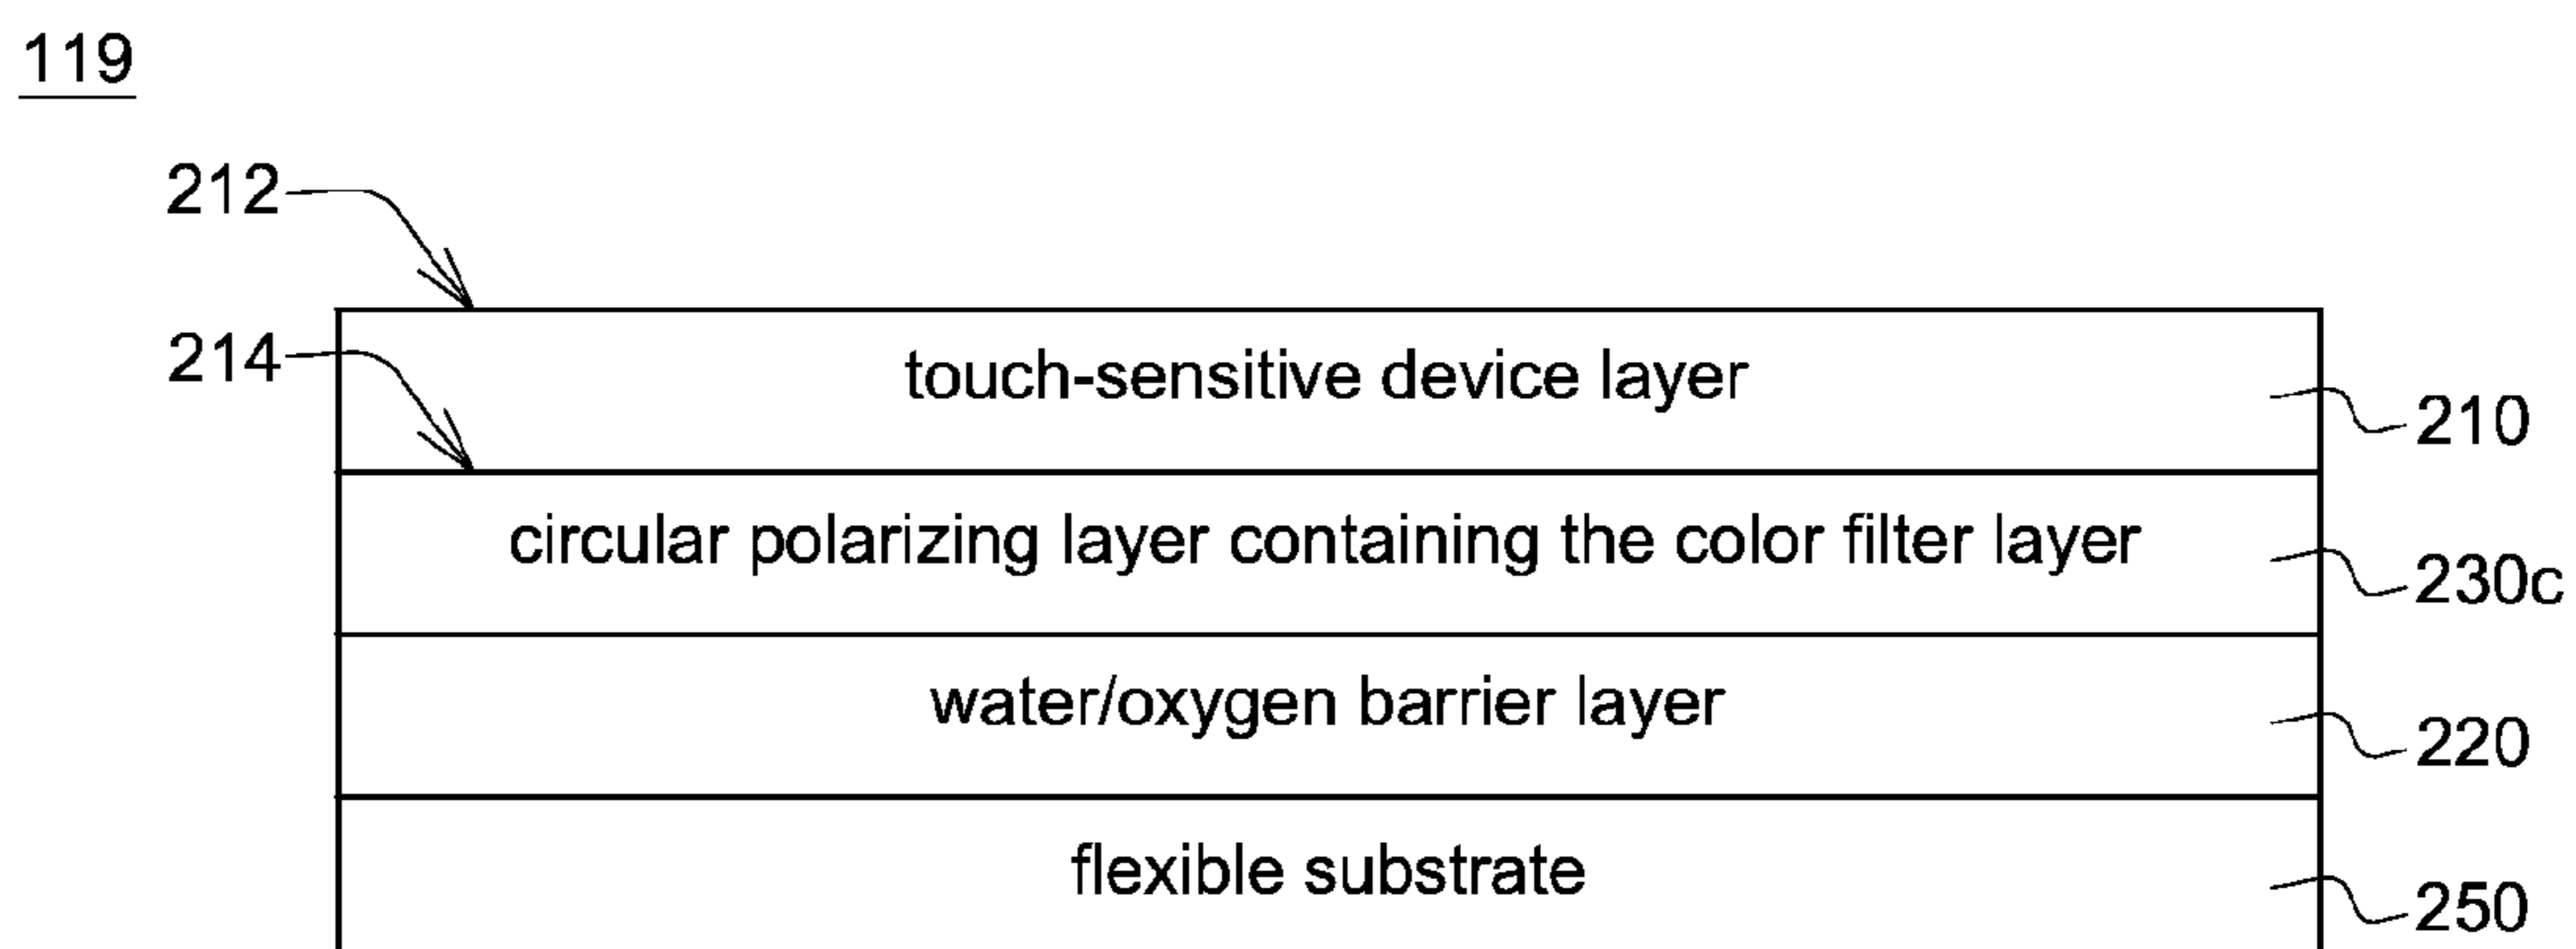 119
212
214
touch-sensitive device layer
210
circular polarizing layer containing the color filter layer
230c
water/oxygen barrier layer
220
flexible substrate
250